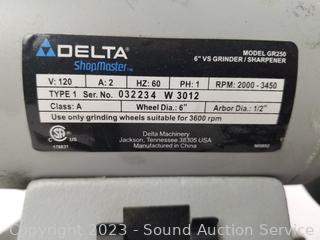 DELTA
ShopMaster
MODEL GR250
6" VS GRINDER / SHARPENER
V: 120 A: 2 HZ: 60 PH: 1 RPM: 2000 - 3450
TYPE 1 Ser. No. 032234 W 3012
Class: A Wheel Dia.: 6" Arbor Dia.: 1/2"
Use only grinding wheels suitable for 3600 rpm
Delta Machinery
Jackson, Tennessee 38305 USA
Manufactured in China
Copyright 2023 - Sound Auction Service